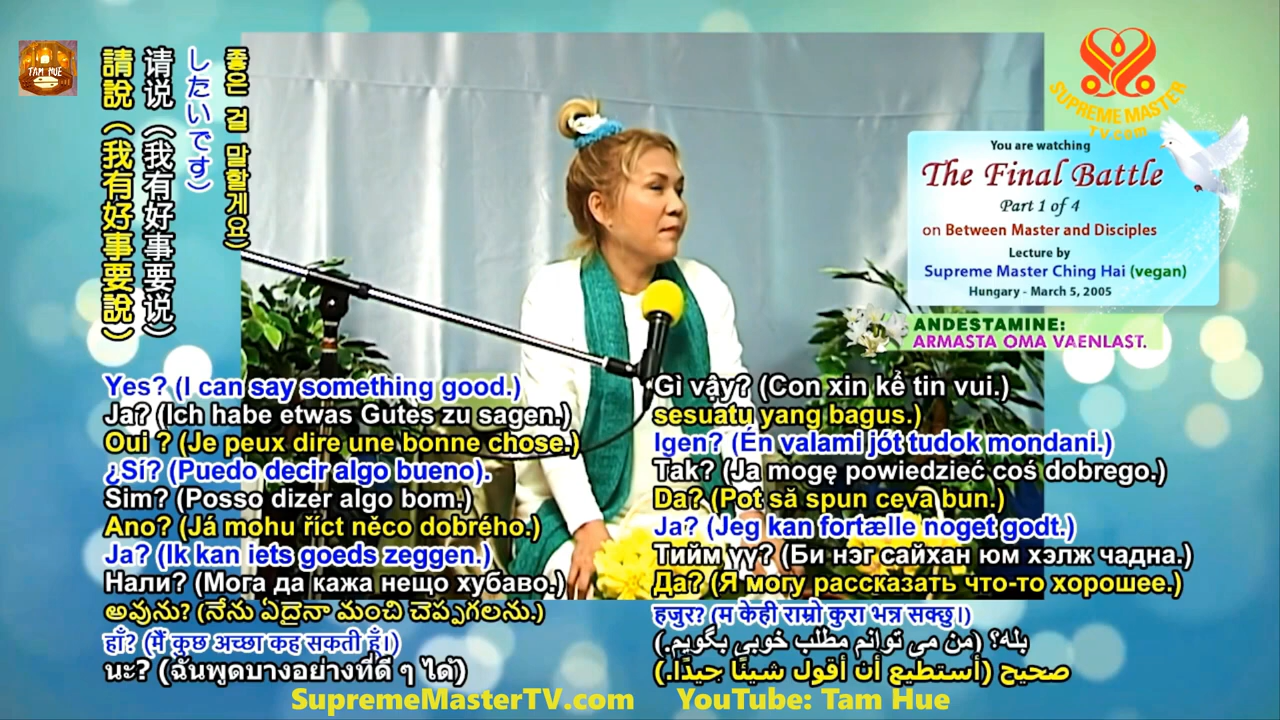 TAM HUE
請說（我有好事要說）
请说（我有好事要说）
したいです）
좋은 걸 말할게요)
SUPREME MASTER
TV.com
You are watching
The Final Battle
Part 1 of 4
on Between Master and Disciples
Lecture by
Supreme Master Ching Hai (vegan)
Hungary - March 5, 2005
ANDESTAMINE:
ARMASTA OMA VAENLAST.
Yes? (I can say something good.)
Ja? (Ich habe etwas Gutes zu sagen.)
Oui ? (Je peux dire une bonne chose.)
¿Sí? (Puedo decir algo bueno).
Sim? (Posso dizer algo bom.)
Ano? (Já mohu říct něco dobrého.)
Ja? (Ik kan iets goeds zeggen.)
Нали? (Мога да кажа нещо хубаво.)
అవును? (నేను ఏదైనా మంచి చెప్పగలను.)
हाँ? (मैं कुछ अच्छा कह सकती हूँ।)
นะ? (ฉันพูดบางอย่างที่ดี ๆ ได้)
Gì vậy? (Con xin kể tin vui.)
sesuatu yang bagus.)
Igen? (Én valami jót tudok mondani.)
Tak? (Ja mogę powiedzieć coś dobrego.)
Da? (Pot să spun ceva bun.)
Ja? (Jeg kan fortælle noget godt.)
Тийм үү? (Би нэг сайхан юм хэлж чадна.)
Да? (Я могу рассказать что-то хорошее.)
हजुर? (म केही राम्रो कुरा भन्न सक्छु।)
بله؟ (من می توانم مطلب خوبی بگویم.)
صحيح (أستطيع أن أقول شيئًا جيدًا.)
SupremeMasterTV.com
YouTube: Tam Hue